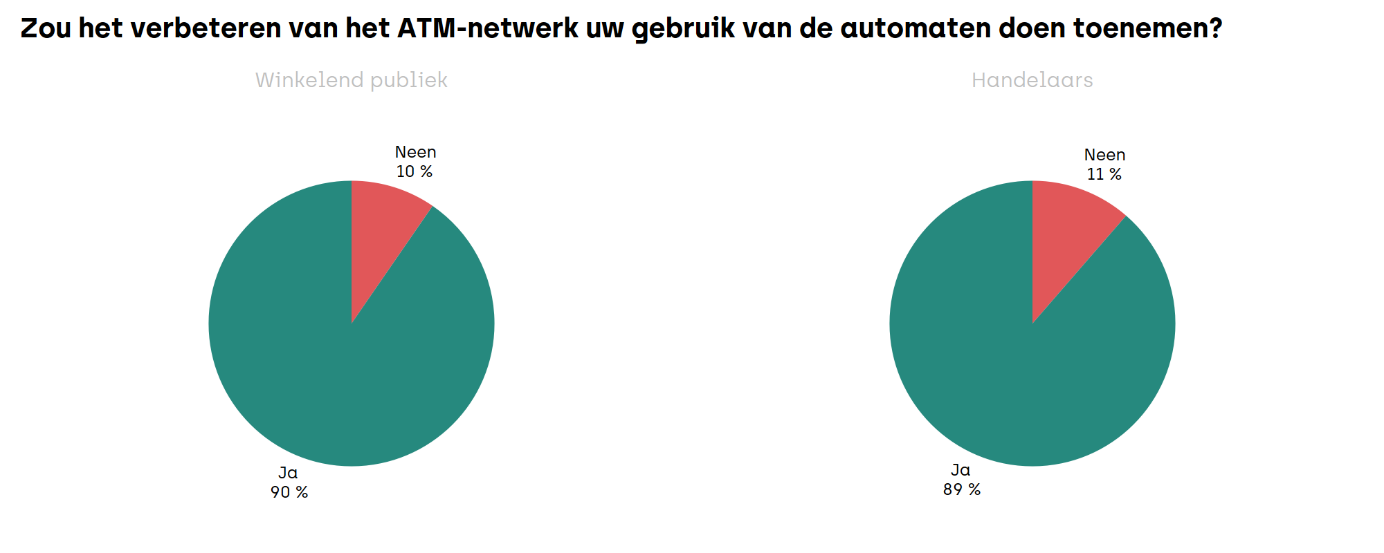 Zou het verbeteren van het ATM-netwerk uw gebruik van de automaten doen toenemen?
Winkelend publiek
Neen
10 %
Ja
90 %
Handelaars
Neen
11 %
Ja
89 %